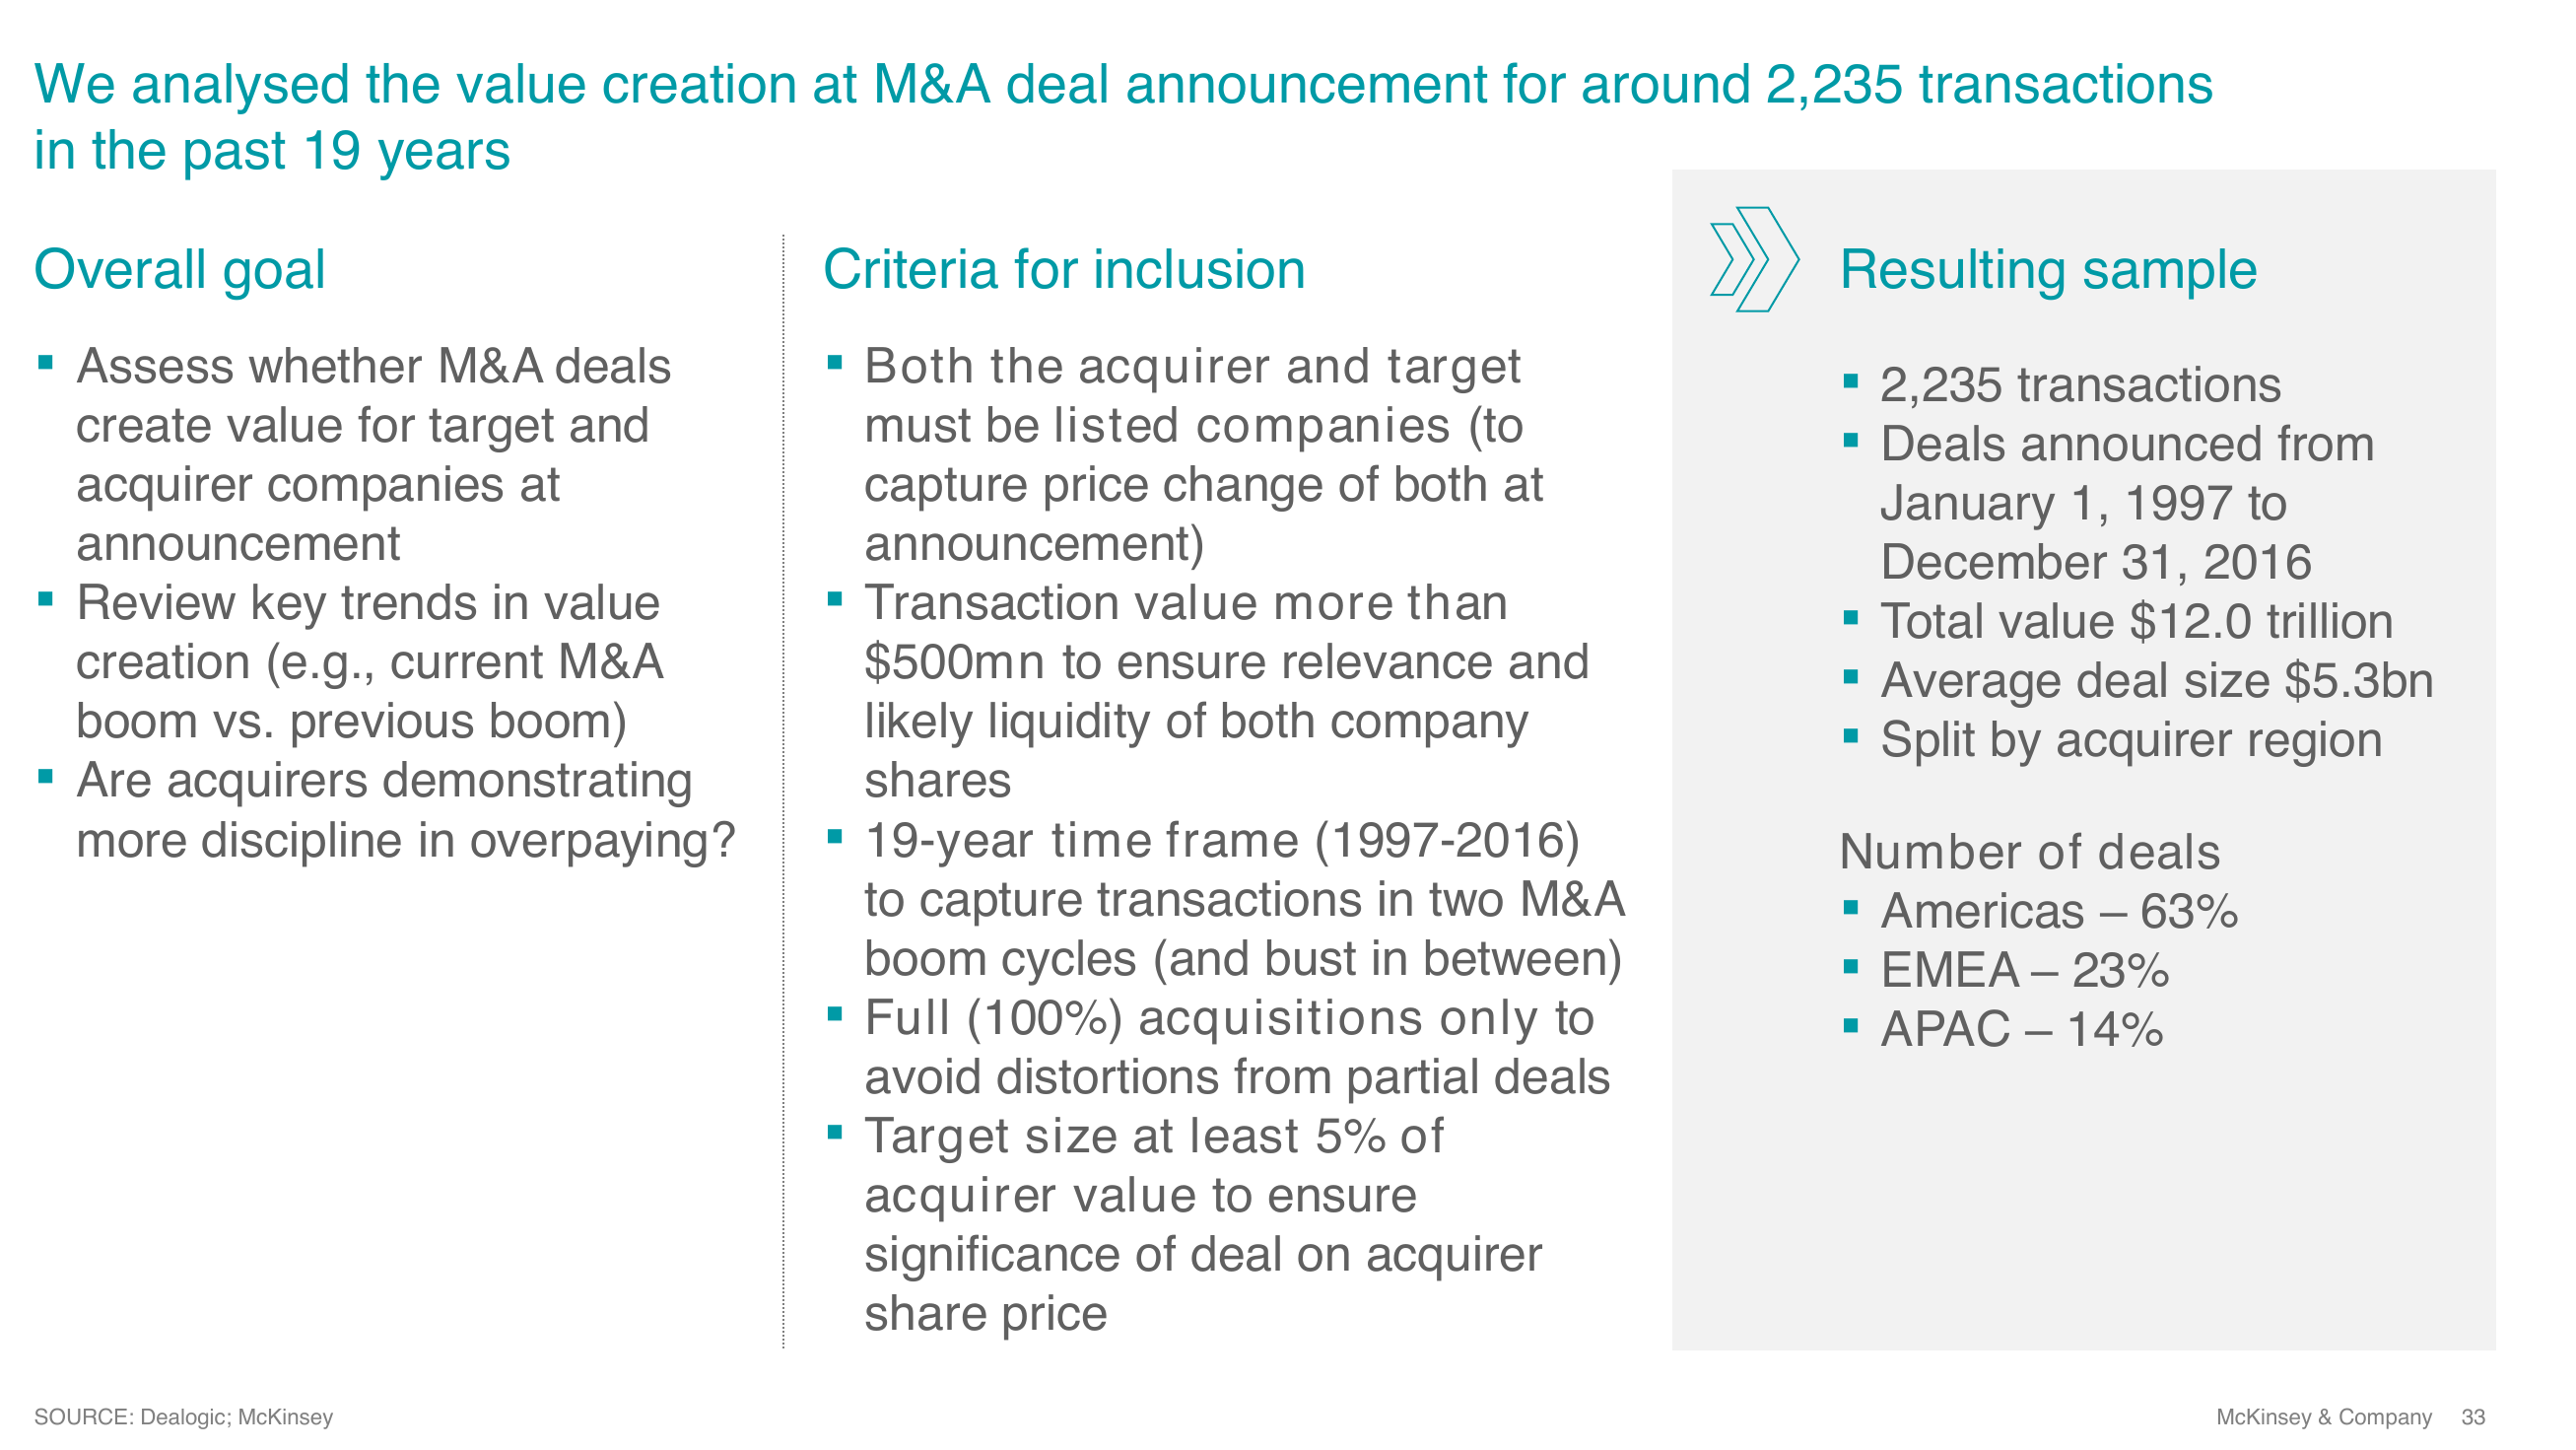 We analysed the value creation at M&A deal announcement for around 2,235 transactions
in the past 19 years
Overall goal
▪ Assess whether M&A deals
create value for target and
acquirer companies at
announcement
▪ Review key trends in value
creation (e.g., current M&A
boom vs. previous boom)
▪ Are acquirers demonstrating
more discipline in overpaying?
Criteria for inclusion
▪ Both the acquirer and target
must be listed companies (to
capture price change of both at
announcement)
▪ Transaction value more than
$500mn to ensure relevance and
likely liquidity of both company
shares
▪ 19-year time frame (1997-2016)
to capture transactions in two M&A
boom cycles (and bust in between)
▪ Full (100%) acquisitions only to
avoid distortions from partial deals
▪ Target size at least 5% of
acquirer value to ensure
significance of deal on acquirer
share price
Resulting sample
▪ 2,235 transactions
▪ Deals announced from
January 1, 1997 to
December 31, 2016
▪ Total value $12.0 trillion
▪ Average deal size $5.3bn
▪ Split by acquirer region
Number of deals
▪ Americas – 63%
▪ EMEA – 23%
▪ APAC – 14%
SOURCE: Dealogic; McKinsey
McKinsey & Company 33